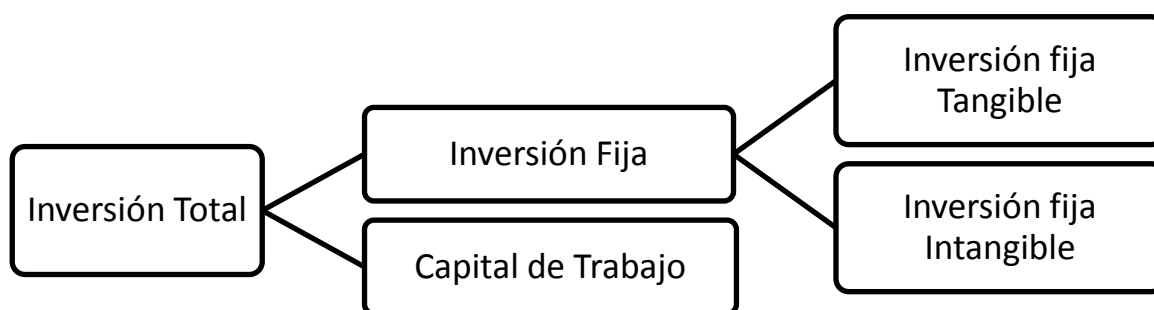 Inversión Total
Inversión Fija
Capital de Trabajo
Inversión fija
Tangible
Inversión fija
Intangible